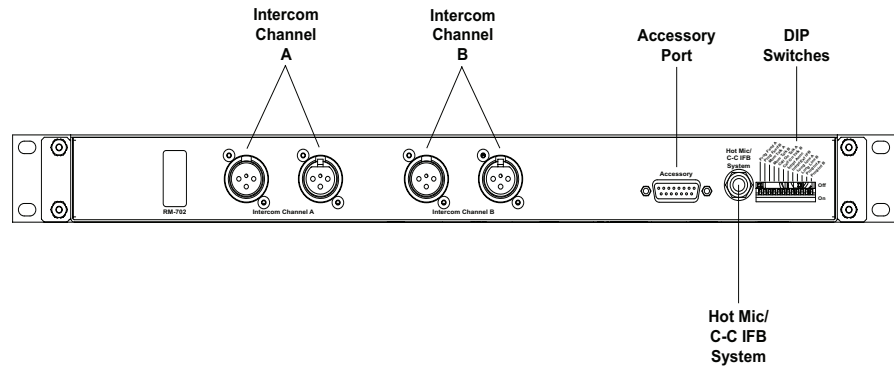 Intercom
Channel
A
Intercom
Channel
B
Accessory
Port
DIP
Switches
Hot Mic/
C-C IFB
System
Accessory
Off
On
RM-702
Intercom Channel A
Intercom Channel B
Hot Mic/
C-C IFB
System